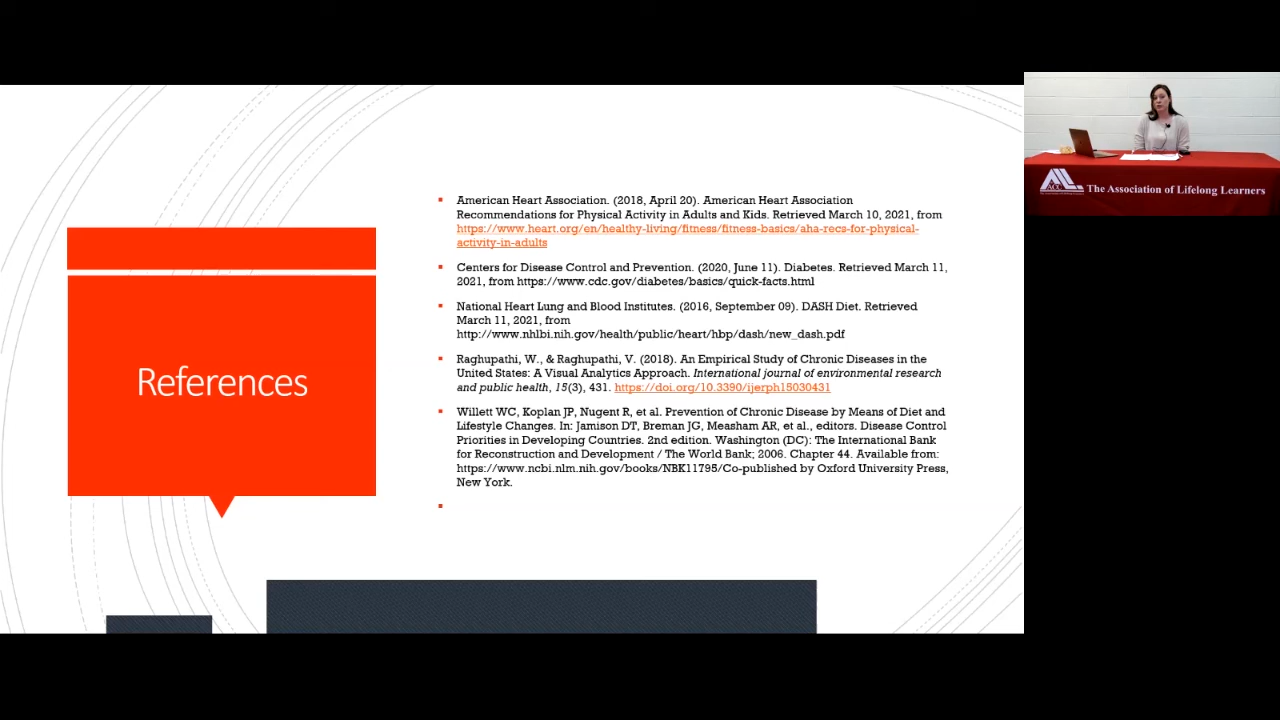 References
American Heart Association. (2018, April 20). American Heart Association
Recommendations for Physical Activity in Adults and Kids. Retrieved March 10, 2021, from
https://www.heart.org/en/healthy-living/fitness/fitness-basics/aha-recs-for-physical-
activity-in-adults
Centers for Disease Control and Prevention. (2020, June 11). Diabetes. Retrieved March 11,
2021, from https://www.cdc.gov/diabetes/basics/quick-facts.html
National Heart Lung and Blood Institutes. (2016, September 09). DASH Diet. Retrieved
March 11, 2021, from
http://www.nhlbi.nih.gov/health/public/heart/hbp/dash/new_dash.pdf
Raghupathi, W., & Raghupathi, V. (2018). An Empirical Study of Chronic Diseases in the
United States: A Visual Analytics Approach. International journal of environmental research
and public health, 15(3), 431. https://doi.org/10.3390/ijerph15030431
Willett WC, Koplan JP, Nugent R, et al. Prevention of Chronic Disease by Means of Diet and
Lifestyle Changes. In: Jamison DT, Breman JG, Measham AR, et al., editors. Disease Control
Priorities in Developing Countries. 2nd edition. Washington (DC): The International Bank
for Reconstruction and Development / The World Bank; 2006. Chapter 44. Available from:
https://www.ncbi.nlm.nih.gov/books/NBK11795/Co-published by Oxford University Press,
New York.
ALL
ACC
The Association of Lifelong Learners